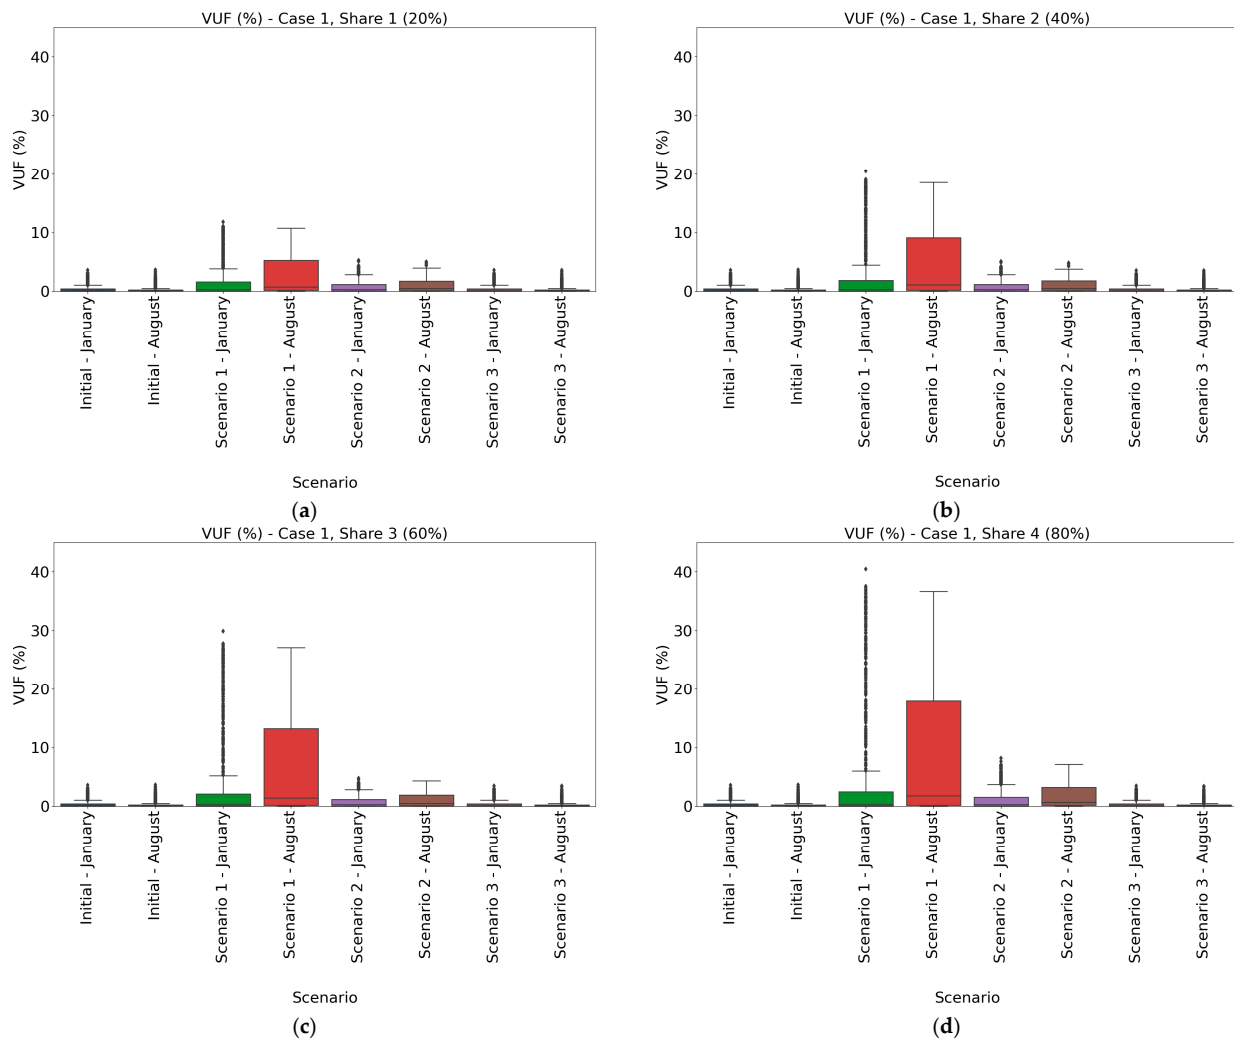 VUF (%) - Case 1, Share 1 (20%)
VUF (%)
40
30
20
10
0
Initial - January
Initial - August
Scenario 1 - January
Scenario 1 - August
Scenario 2 - January
Scenario 2 - August
Scenario 3 - January
Scenario 3 - August
Scenario
(a)
VUF (%) - Case 1, Share 2 (40%)
VUF (%)
40
30
20
10
0
Initial - January
Initial - August
Scenario 1 - January
Scenario 1 - August
Scenario 2 - January
Scenario 2 - August
Scenario 3 - January
Scenario 3 - August
Scenario
(b)
VUF (%) - Case 1, Share 3 (60%)
VUF (%)
40
30
20
10
0
Initial - January
Initial - August
Scenario 1 - January
Scenario 1 - August
Scenario 2 - January
Scenario 2 - August
Scenario 3 - January
Scenario 3 - August
Scenario
(c)
VUF (%) - Case 1, Share 4 (80%)
VUF (%)
40
30
20
10
0
Initial - January
Initial - August
Scenario 1 - January
Scenario 1 - August
Scenario 2 - January
Scenario 2 - August
Scenario 3 - January
Scenario 3 - August
Scenario
(d)